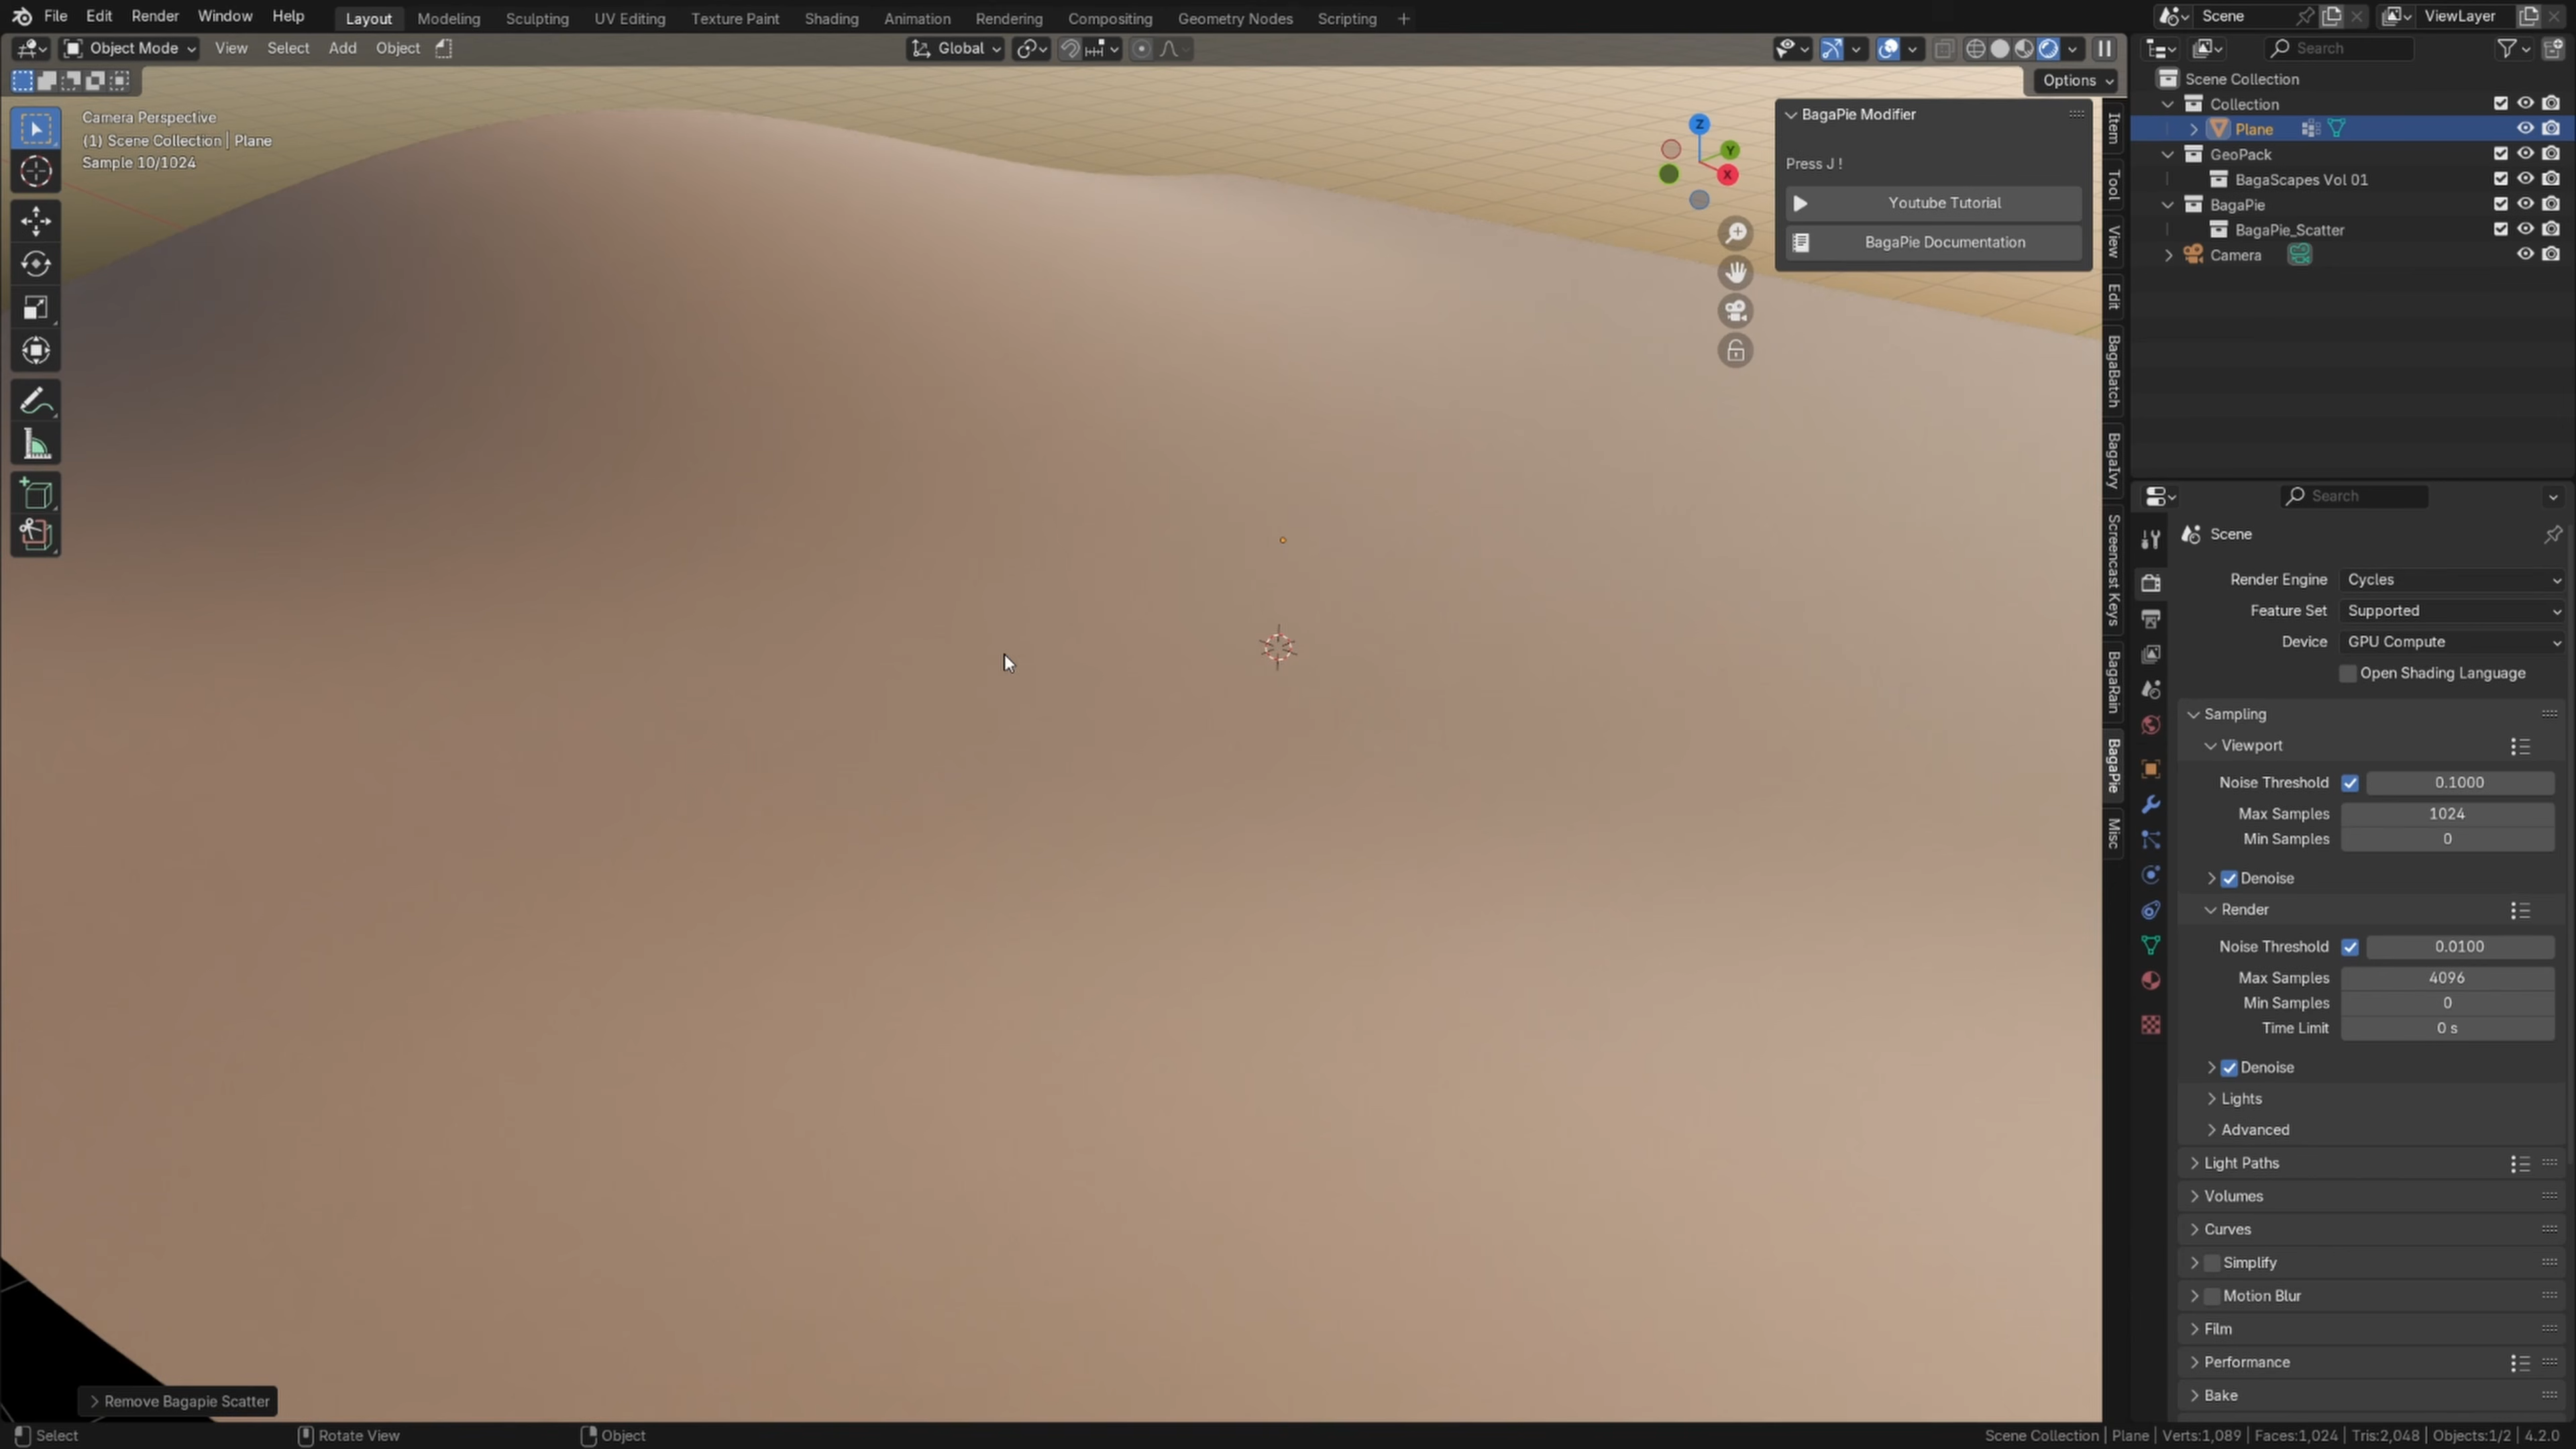 File Edit Render Window Help Layout Modeling Sculpting UV Editing Texture Paint Shading Animation Rendering Compositing Geometry Nodes Scripting + Scene ViewLayer
Object Mode View Select Add Object Global Search
Options
Camera Perspective
(1) Scene Collection | Plane
Sample 10/1024
Z
Y
X
BagaPie Modifier
Press J !
Youtube Tutorial
BagaPie Documentation
Item
Tool
View
Edit
BagaBatch
BagaIvy
Screencast Keys
BagaRain
BagaPie
Misc
Scene Collection
Collection
Plane
GeoPack
BagaScapes Vol 01
BagaPie
BagaPie_Scatter
Camera
Search
Scene
Render Engine Cycles
Feature Set Supported
Device GPU Compute
Open Shading Language
Sampling
Viewport
Noise Threshold 0.1000
Max Samples 1024
Min Samples 0
Denoise
Render
Noise Threshold 0.0100
Max Samples 4096
Min Samples 0
Time Limit 0 s
Denoise
Lights
Advanced
Light Paths
Volumes
Curves
Simplify
Motion Blur
Film
Performance
Bake
Remove Bagapie Scatter
Select Rotate View Object Scene Collection | Plane | Verts:1,089 | Faces:1,024 | Tris:2,048 | Objects:1/2 | 4.2.0